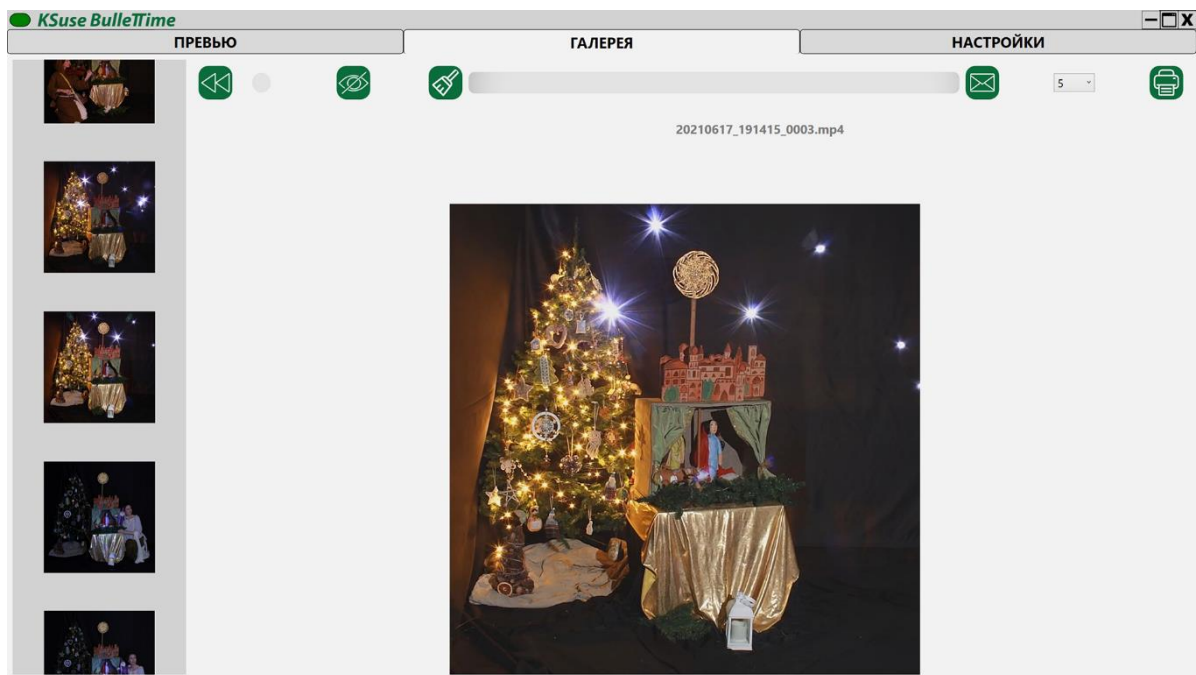 KSuse BulleTTime
ПРЕВЬЮ
ГАЛЕРЕЯ
НАСТРОЙКИ
5
20210617_191415_0003.mp4